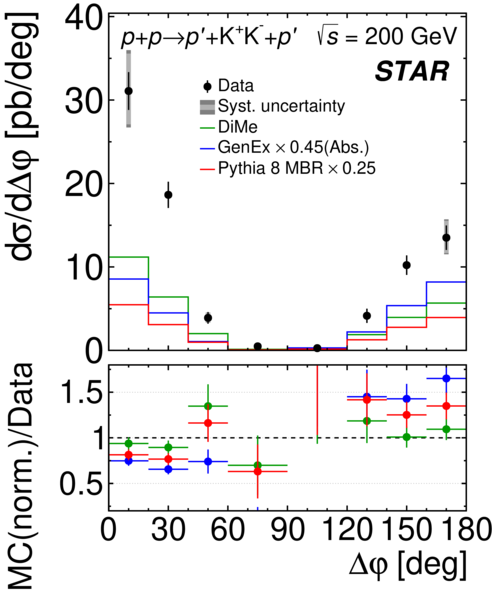 p+p→p′+K⁺K⁻+p′ √s = 200 GeV
STAR
Data
Syst. uncertainty
DiMe
GenEx × 0.45(Abs.)
Pythia 8 MBR × 0.25
dσ/dΔφ [pb/deg]
40
30
20
10
0
MC(norm.)/Data
1.5
1
0.5
0 30 60 90 120 150 180
Δφ [deg]